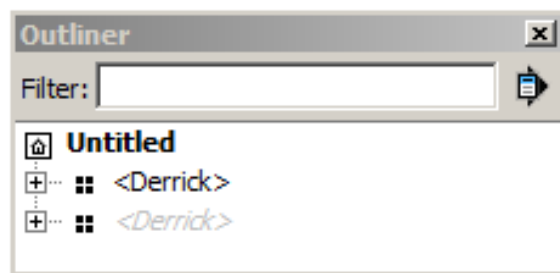 Outliner
Filter:
Untitled
<Derrick>
<Derrick>